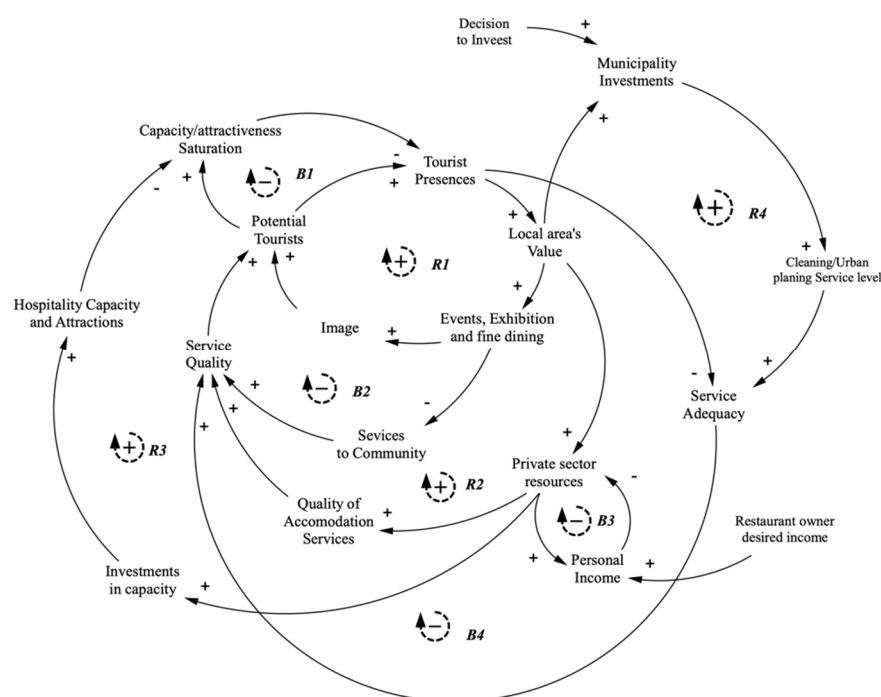 Decision
to Inveest
+
Municipality
Investments
+
Capacity/attractiveness
Saturation
-
+
-
B1
-
+
Tourist
Presences
+
Potential
Tourists
+
+
+
R1
Local area's
Value
+
R4
+
Cleaning/Urban
planing Service level
Hospitality Capacity
and Attractions
+
Image
+
Events, Exhibition
and fine dining
+
Service
Quality
+
+
+
-
B2
-
-
+
Service
Adequacy
+
R3
Sevices
to Community
+
R2
+
Private sector
resources
-
Quality of
Accomodation
Services
+
-
B3
+
Personal
Income
+
Restaurant owner
desired income
Investments
in capacity
+
-
B4